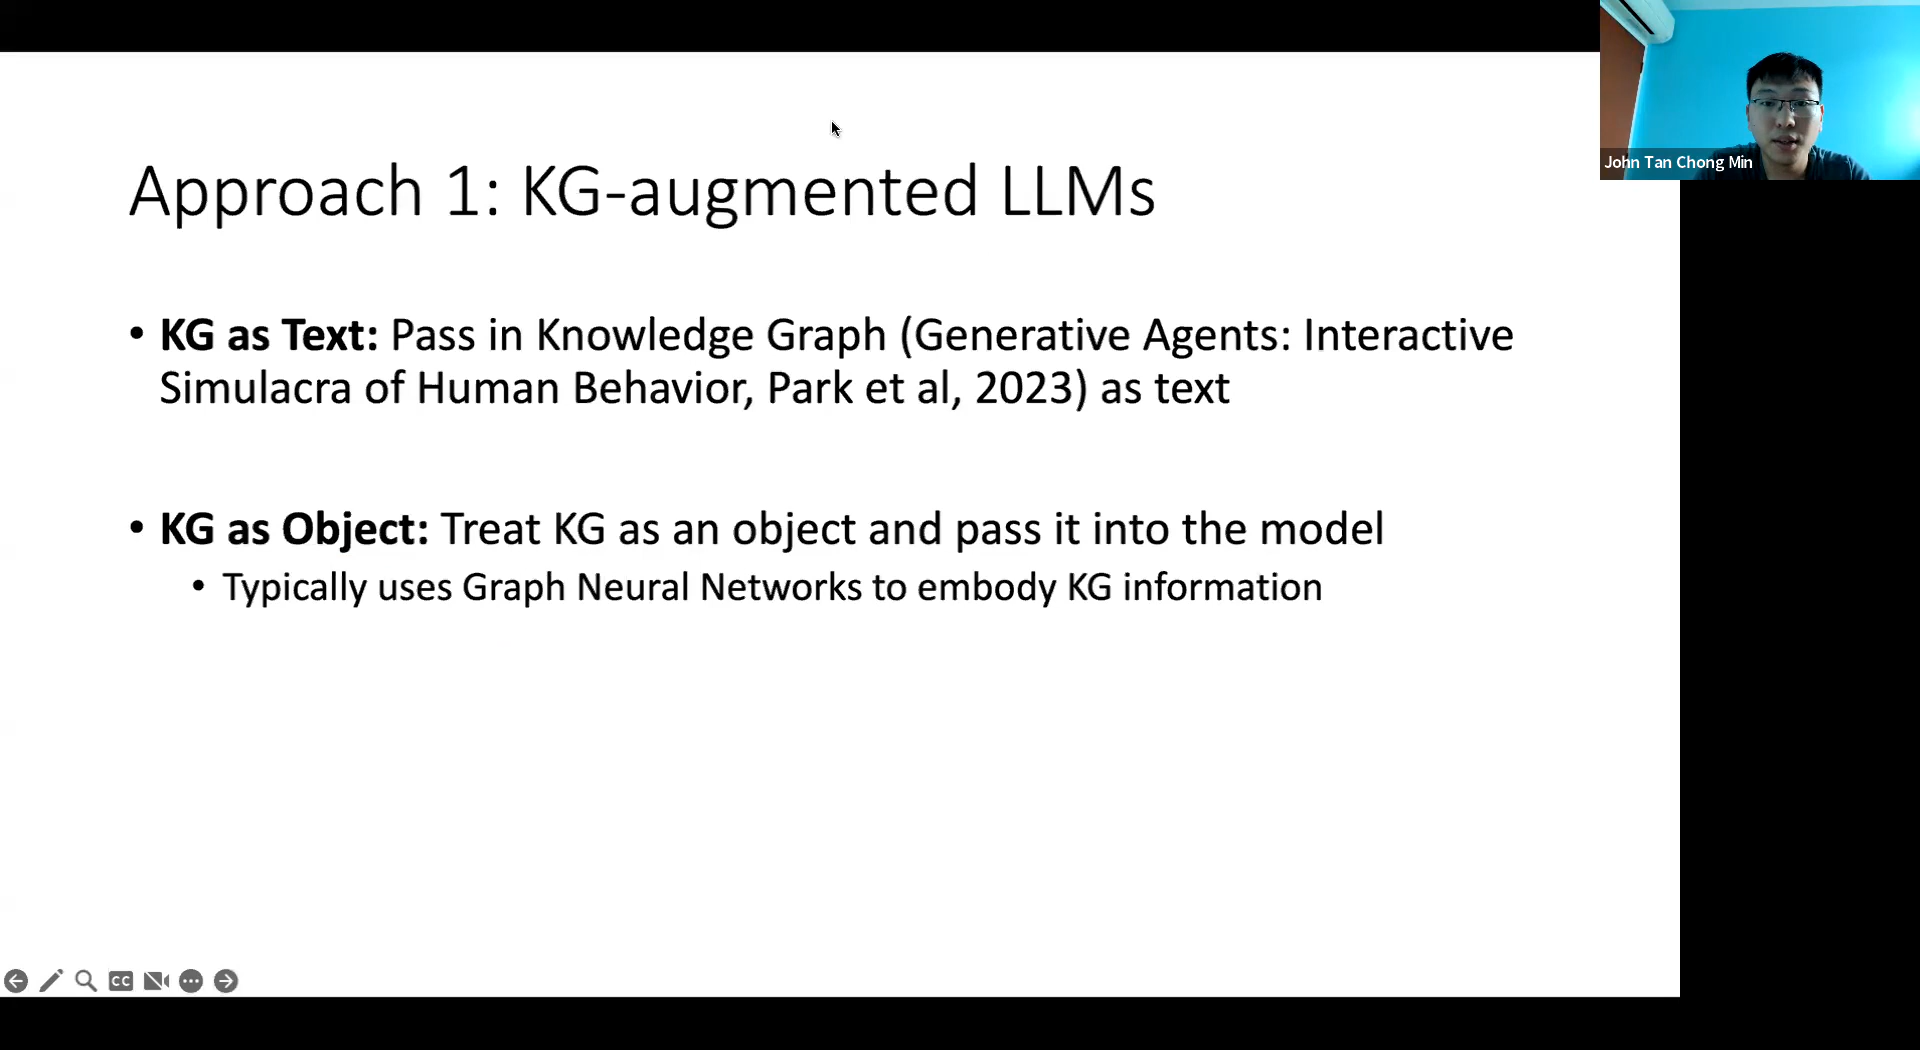 John Tan Chong Min
Approach 1: KG-augmented LLMs
• KG as Text: Pass in Knowledge Graph (Generative Agents: Interactive
Simulacra of Human Behavior, Park et al, 2023) as text
• KG as Object: Treat KG as an object and pass it into the model
• Typically uses Graph Neural Networks to embody KG information
CC